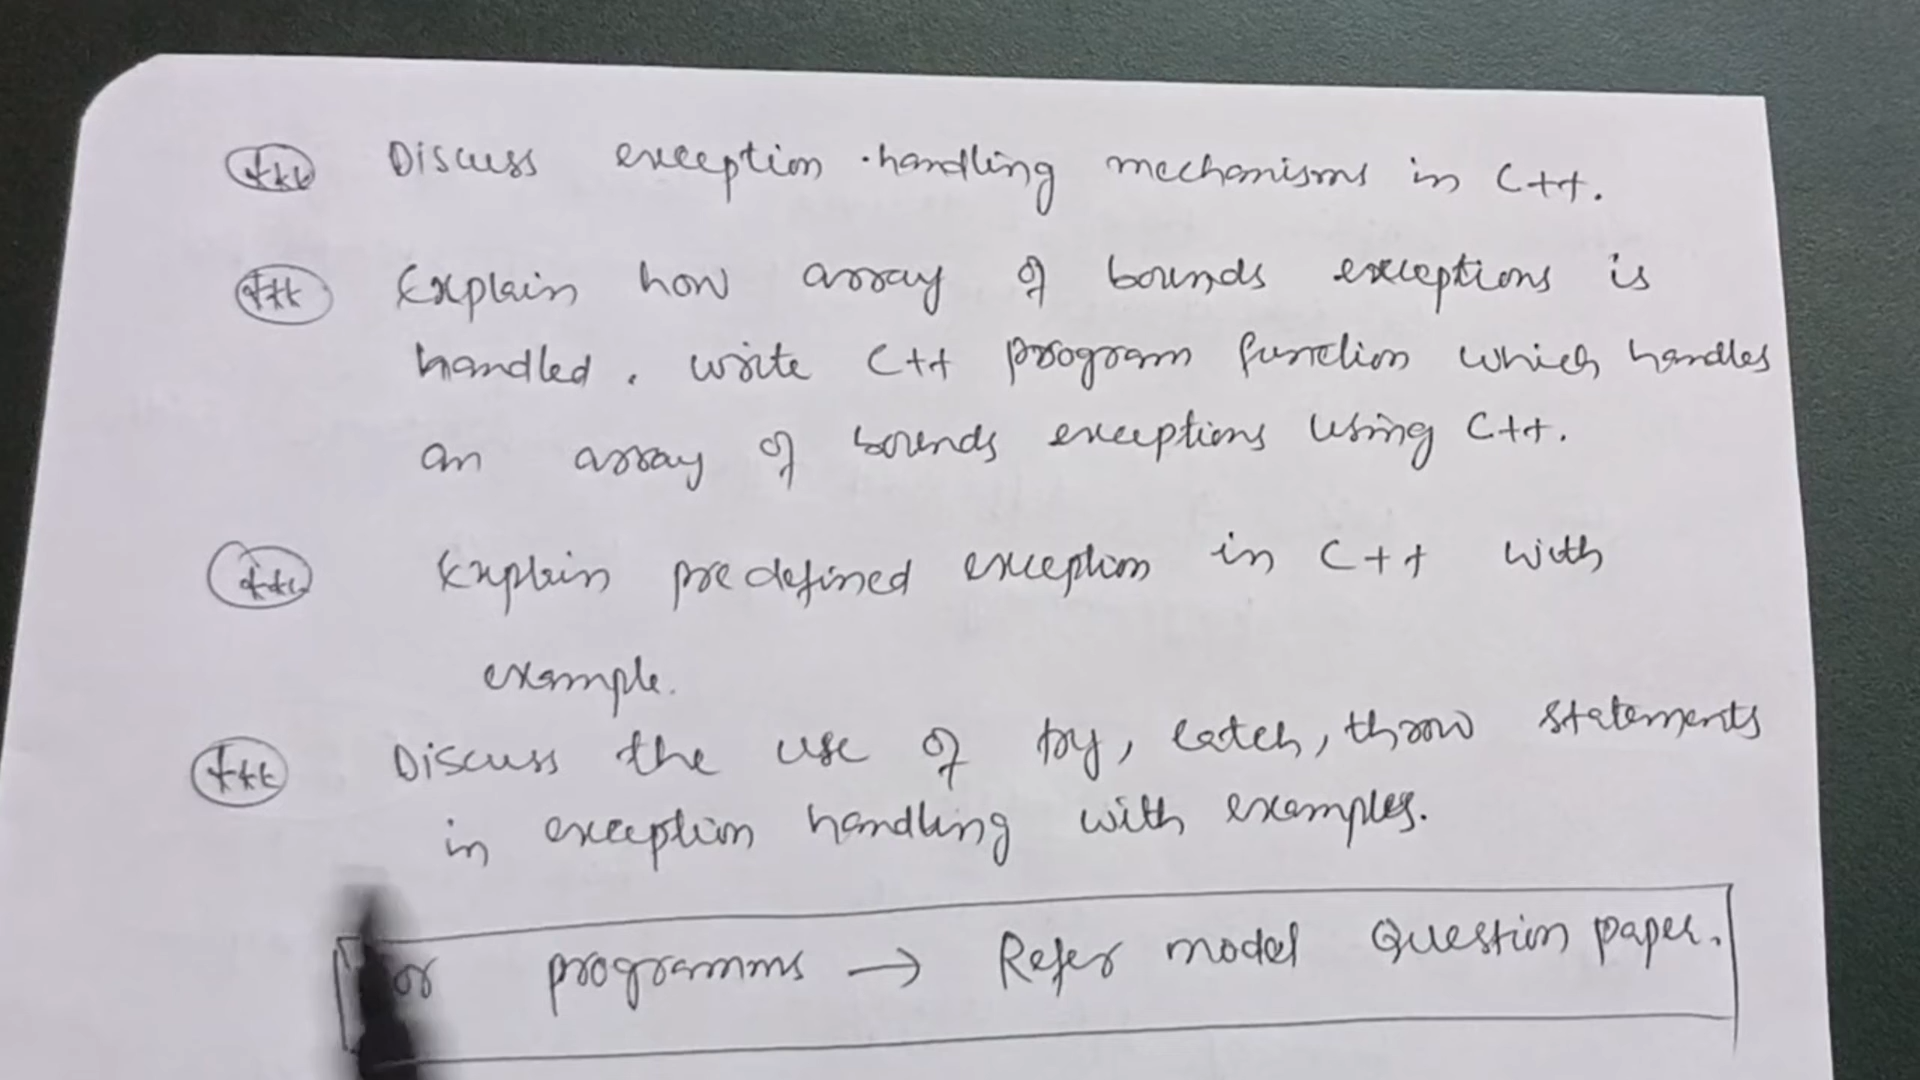 *** Discuss exception handling mechanisms in C++.
*** Explain how array of bounds exceptions is
handled. write C++ program function which handles
an array of bounds exceptions using C++.
*** Explain predefined exception in C++ with
example.
*** Discuss the use of try, catch, throw statements
in exception handling with examples.
or programms → Refer model Question paper.